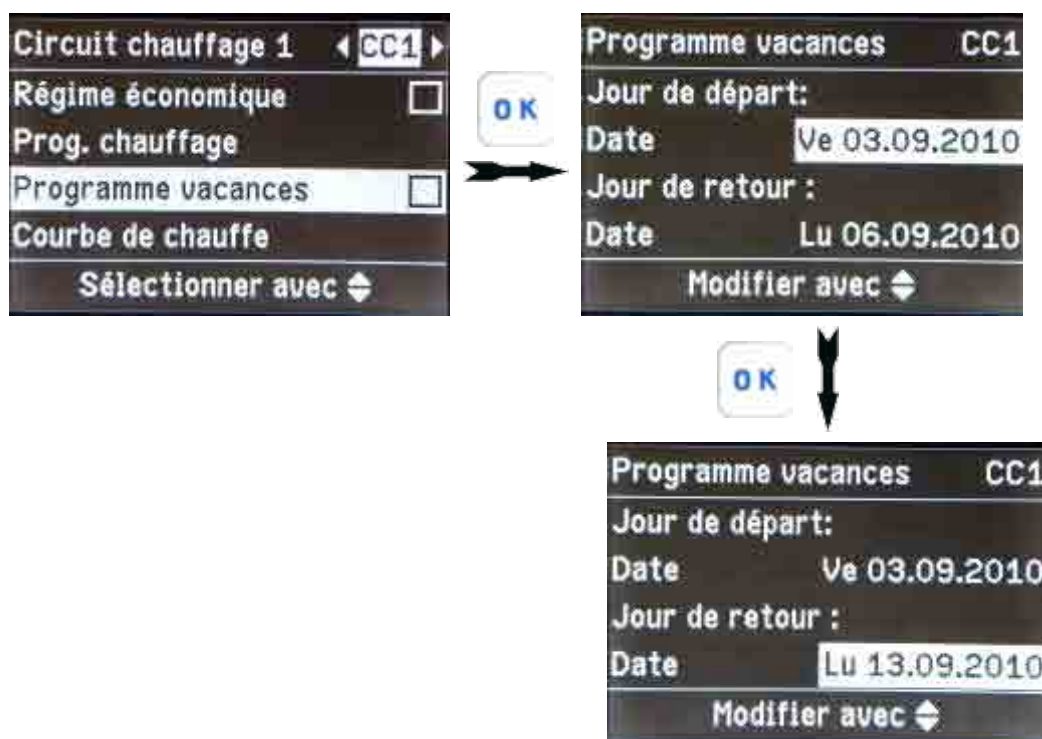 Circuit chauffage 1 CC1
Régime économique
Prog. chauffage
Programme vacances
Courbe de chauffe
Sélectionner avec
OK
Programme vacances CC1
Jour de départ:
Date Ve 03.09.2010
Jour de retour :
Date Lu 06.09.2010
Modifier avec
OK
Programme vacances CC1
Jour de départ:
Date Ve 03.09.2010
Jour de retour :
Date Lu 13.09.2010
Modifier avec